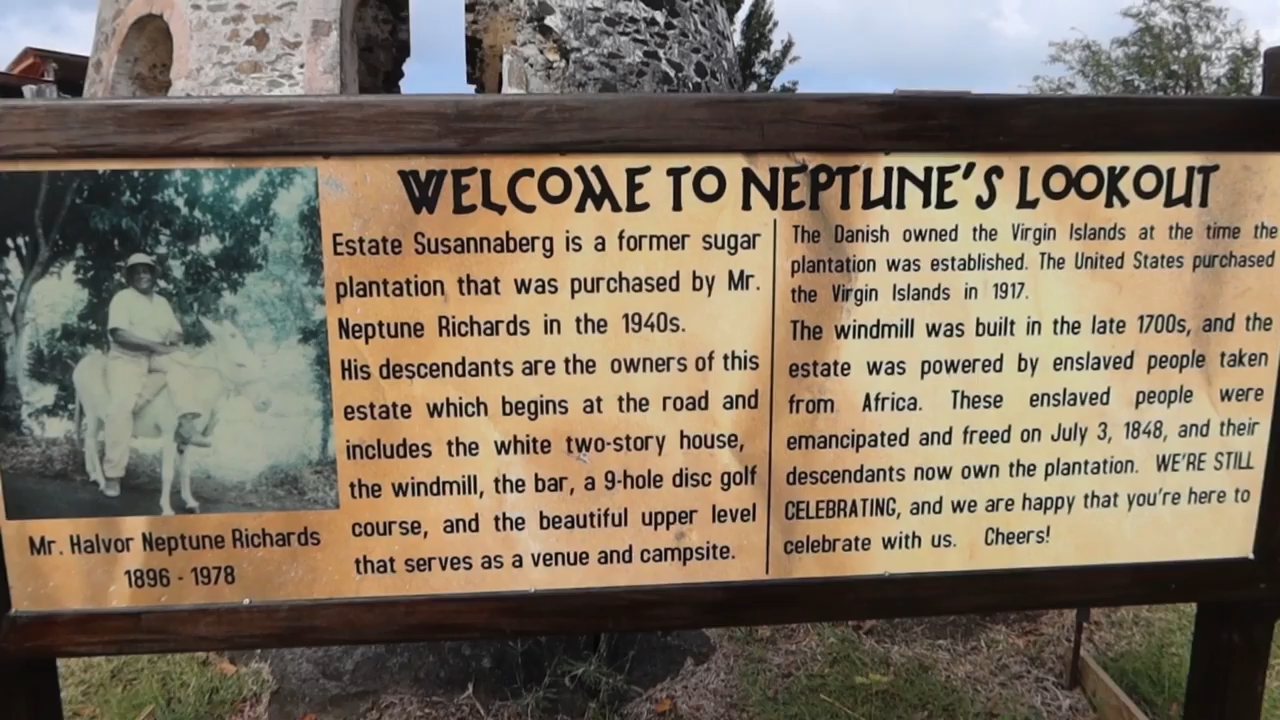 WELCOME TO NEPTUNE'S LOOKOUT
Estate Susannaberg is a former sugar
plantation that was purchased by Mr.
Neptune Richards in the 1940s.
His descendants are the owners of this
estate which begins at the road and
includes the white two-story house,
the windmill, the bar, a 9-hole disc golf
course, and the beautiful upper level
that serves as a venue and campsite.
The Danish owned the Virgin Islands at the time the
plantation was established. The United States purchased
the Virgin Islands in 1917.
The windmill was built in the late 1700s, and the
estate was powered by enslaved people taken
from Africa. These enslaved people were
emancipated and freed on July 3, 1848, and their
descendants now own the plantation. WE'RE STILL
CELEBRATING, and we are happy that you're here to
celebrate with us. Cheers!
Mr. Halvor Neptune Richards
1896 - 1978